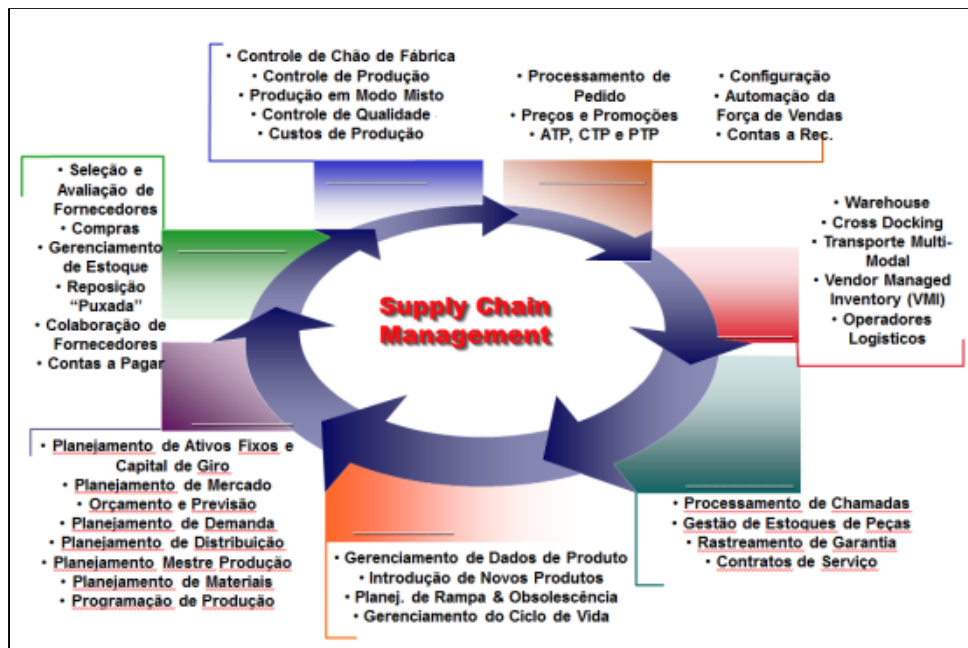 • Controle de Chão de Fábrica
• Controle de Produção
• Produção em Modo Misto
• Controle de Qualidade
• Custos de Produção
• Processamento de
Pedido
• Preços e Promoções
• ATP, CTP e PTP
• Configuração
• Automação da
Força de Vendas
• Contas a Rec.
• Seleção e
Avaliação de
Fornecedores
• Compras
• Gerenciamento
de Estoque
• Reposição
“Puxada”
• Colaboração de
Fornecedores
• Contas a Pagar
• Warehouse
• Cross Docking
• Transporte Multi-
Modal
• Vendor Managed
Inventory (VMI)
• Operadores
Logísticos
Supply Chain
Management
• Planejamento de Ativos Fixos e
Capital de Giro
• Planejamento de Mercado
• Orçamento e Previsão
• Planejamento de Demanda
• Planejamento de Distribuição
• Planejamento Mestre Produção
• Planejamento de Materiais
• Programação de Produção
• Gerenciamento de Dados de Produto
• Introdução de Novos Produtos
• Planej. de Rampa & Obsolescência
• Gerenciamento do Ciclo de Vida
• Processamento de Chamadas
• Gestão de Estoques de Peças
• Rastreamento de Garantia
• Contratos de Serviço